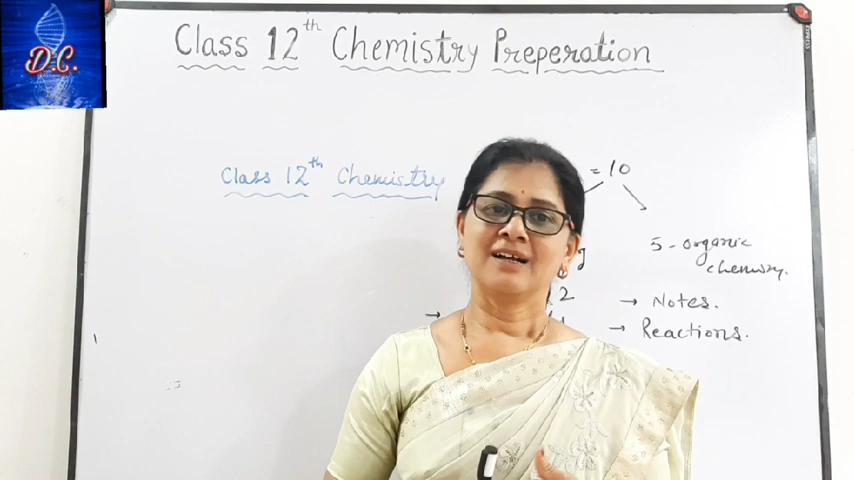 D.C.
Class 12th Chemistry Preperation
Class 12th Chemistry
= 10
5 - organic
chemistry.
2
→ Notes.
→
→ Reactions.